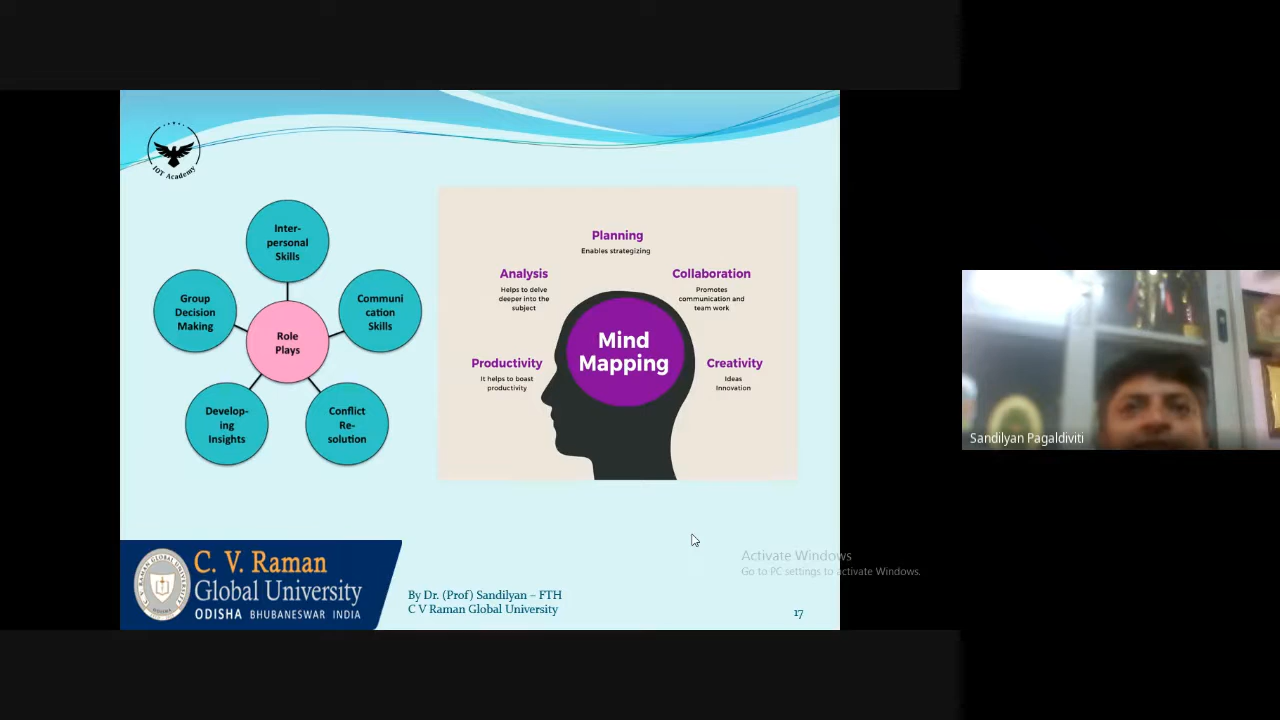 IOT Academy
Inter-
personal
Skills
Group
Decision
Making
Communi
cation
Skills
Role
Plays
Develop-
ing
Insights
Conflict
Re-
solution
Planning
Enables strategizing
Analysis
Helps to delve
deeper into the
subject
Collaboration
Promotes
communication and
team work
Mind
Mapping
Productivity
It helps to boast
productivity
Creativity
Ideas
Innovation
Sandilyan Pagaldiviti
C. V. Raman
Global University
ODISHA BHUBANESWAR INDIA
By Dr. (Prof) Sandilyan – FTH
C V Raman Global University
17
Activate Windows
Go to PC settings to activate Windows.